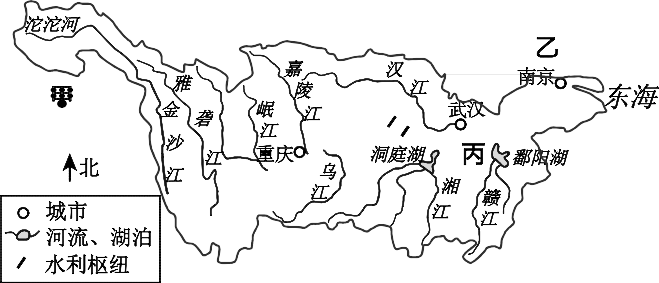 沱沱河
甲
金沙江
雅砻江
岷江
嘉陵江
重庆
乌江
汉江
武汉
洞庭湖
湘江
丙
鄱阳湖
赣江
乙
南京
东海
北
城市
河流、湖泊
水利枢纽